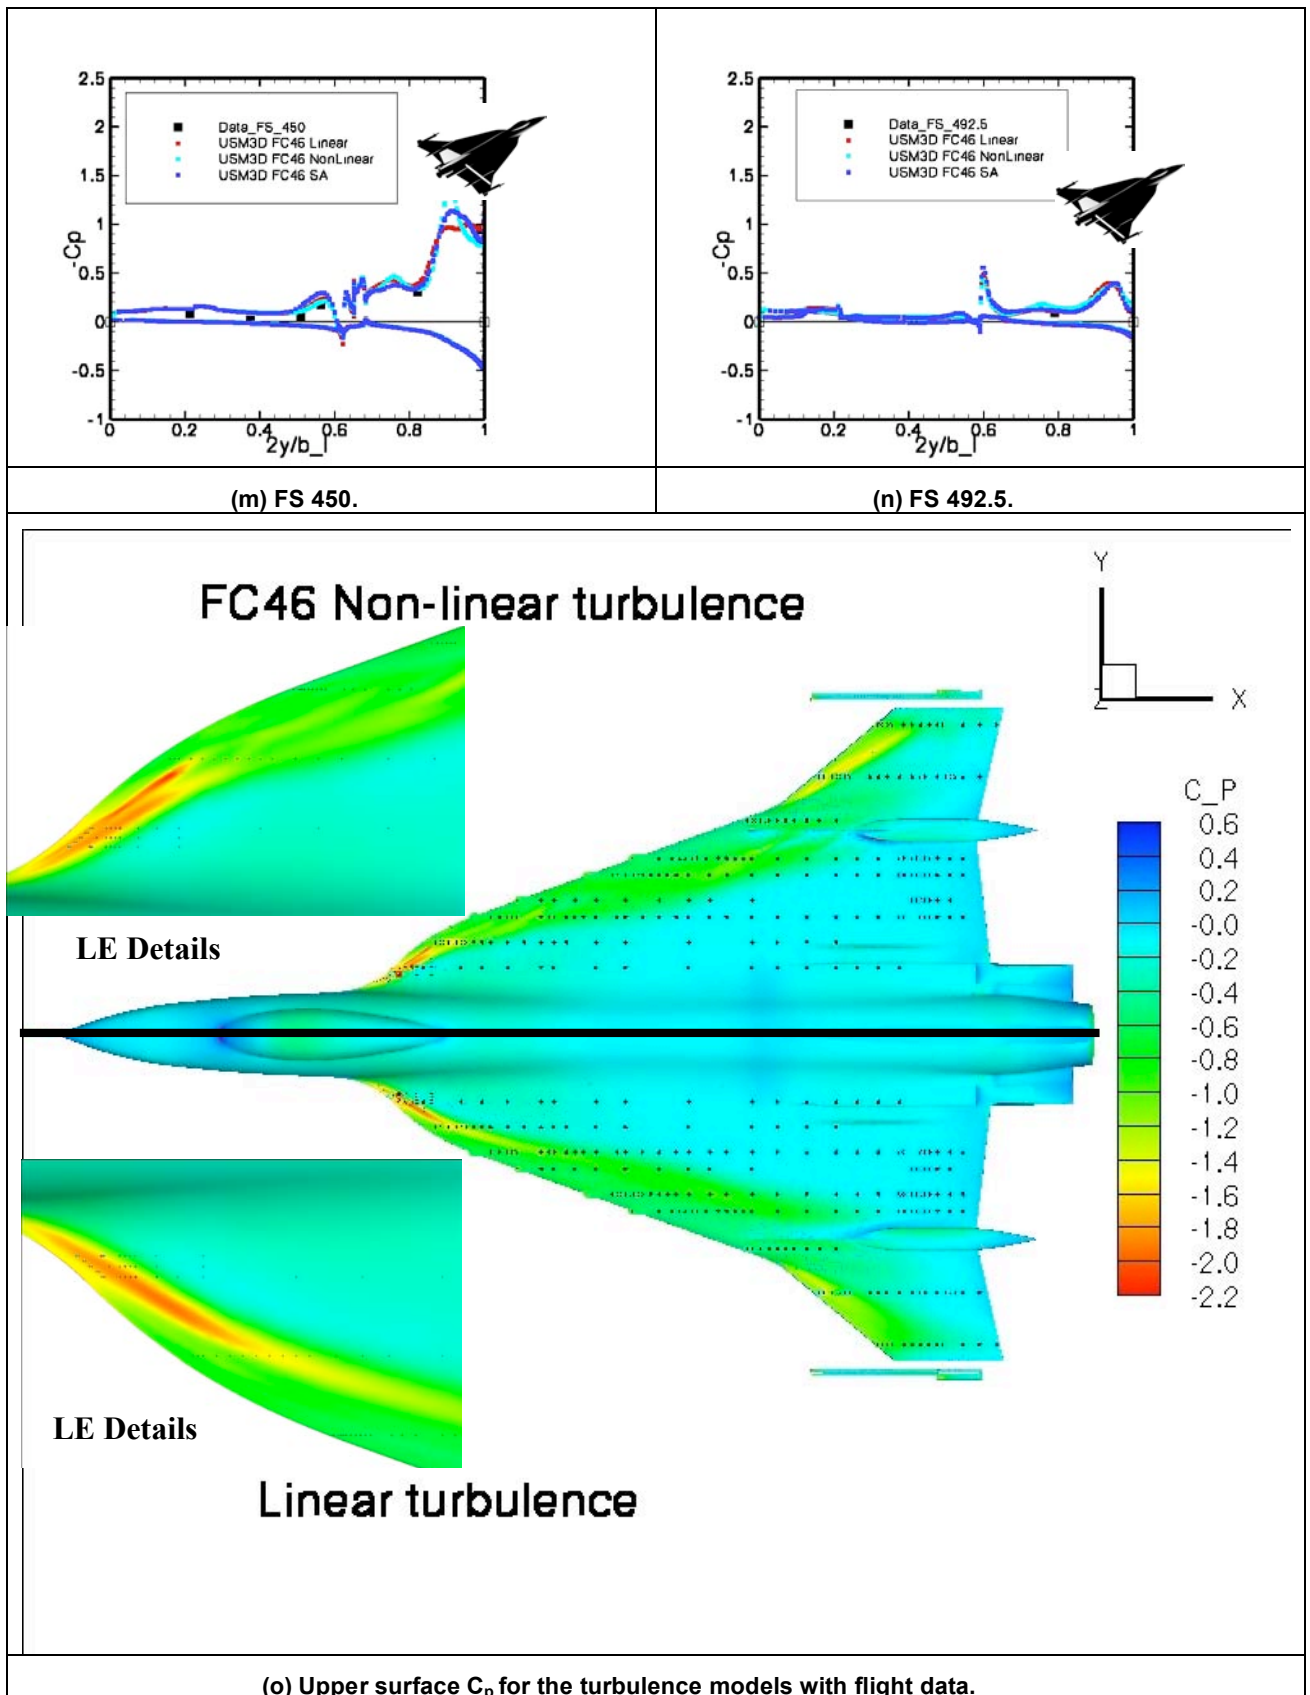 2.5
2
1.5
1
0.5
0
-0.5
-1
-Cp
Data_FS_450
USM3D FC46 Linear
USM3D FC46 NonLinear
USM3D FC46 SA
0 0.2 0.4 0.6 0.8 1
2y/b_l
2.5
2
1.5
1
0.5
0
-0.5
-1
-Cp
Data_FS_492.5
USM3D FC46 Linear
USM3D FC46 NonLinear
USM3D FC46 SA
0 0.2 0.4 0.6 0.8 1
2y/b_l
(m) FS 450.
(n) FS 492.5.
FC46 Non-linear turbulence
Y
Z
X
LE Details
C_P
0.6
0.4
0.2
-0.0
-0.2
-0.4
-0.6
-0.8
-1.0
-1.2
-1.4
-1.6
-1.8
-2.0
-2.2
LE Details
Linear turbulence
(o) Upper surface Cp for the turbulence models with flight data.